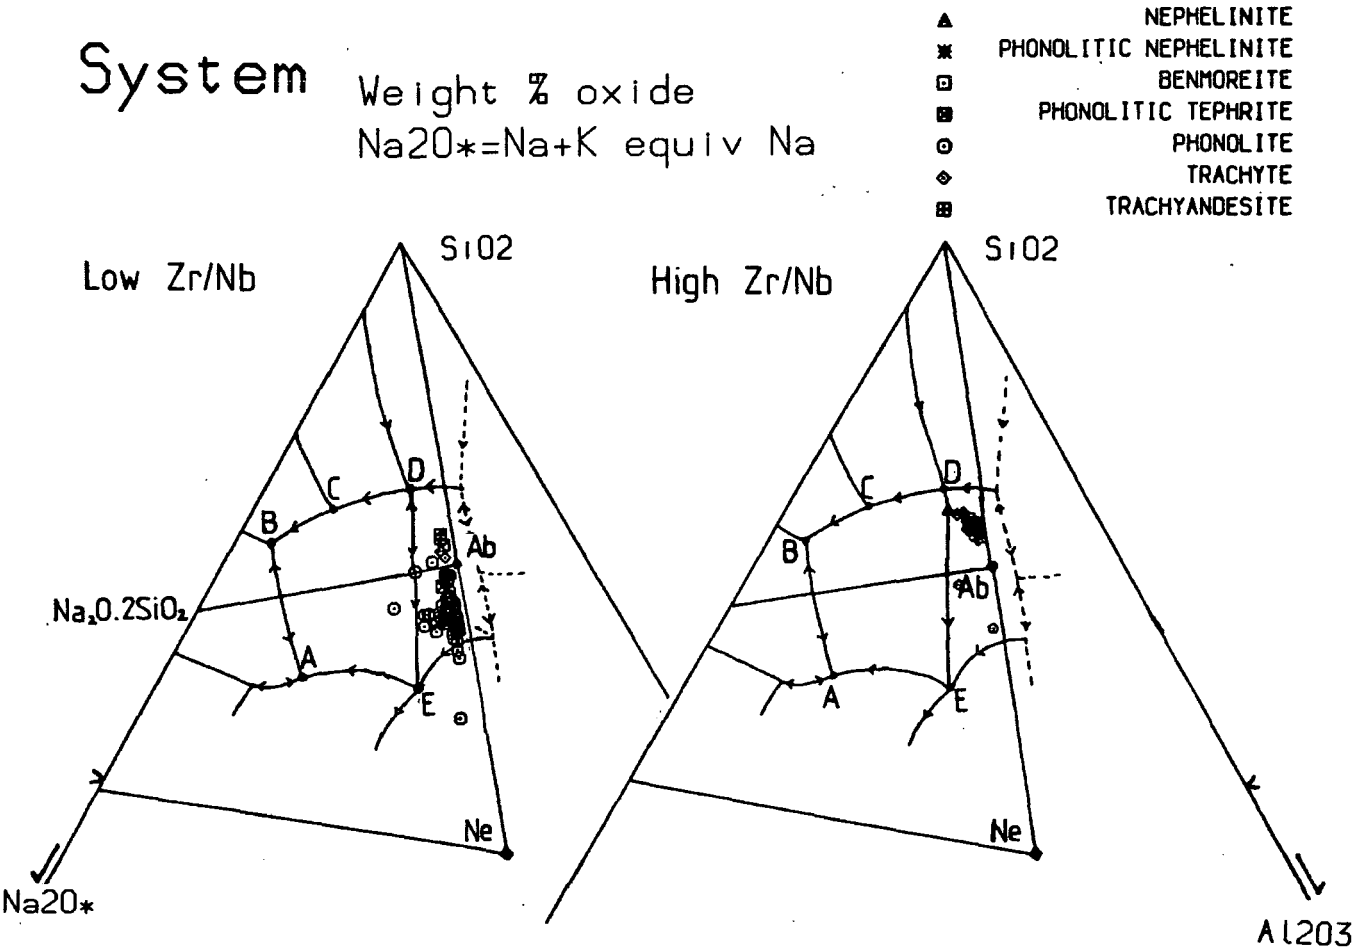 System
Weight % oxide
Na2O*=Na+K equiv Na
NEPHELINITE
PHONOLITIC NEPHELINITE
BENMOREITE
PHONOLITIC TEPHRITE
PHONOLITE
TRACHYTE
TRACHYANDESITE
Low Zr/Nb
SiO2
D
C
B
Ab
Na₂O.2SiO₂
A
E
Ne
Na2O*
High Zr/Nb
SiO2
D
C
B
Ab
A
E
Ne
Al2O3